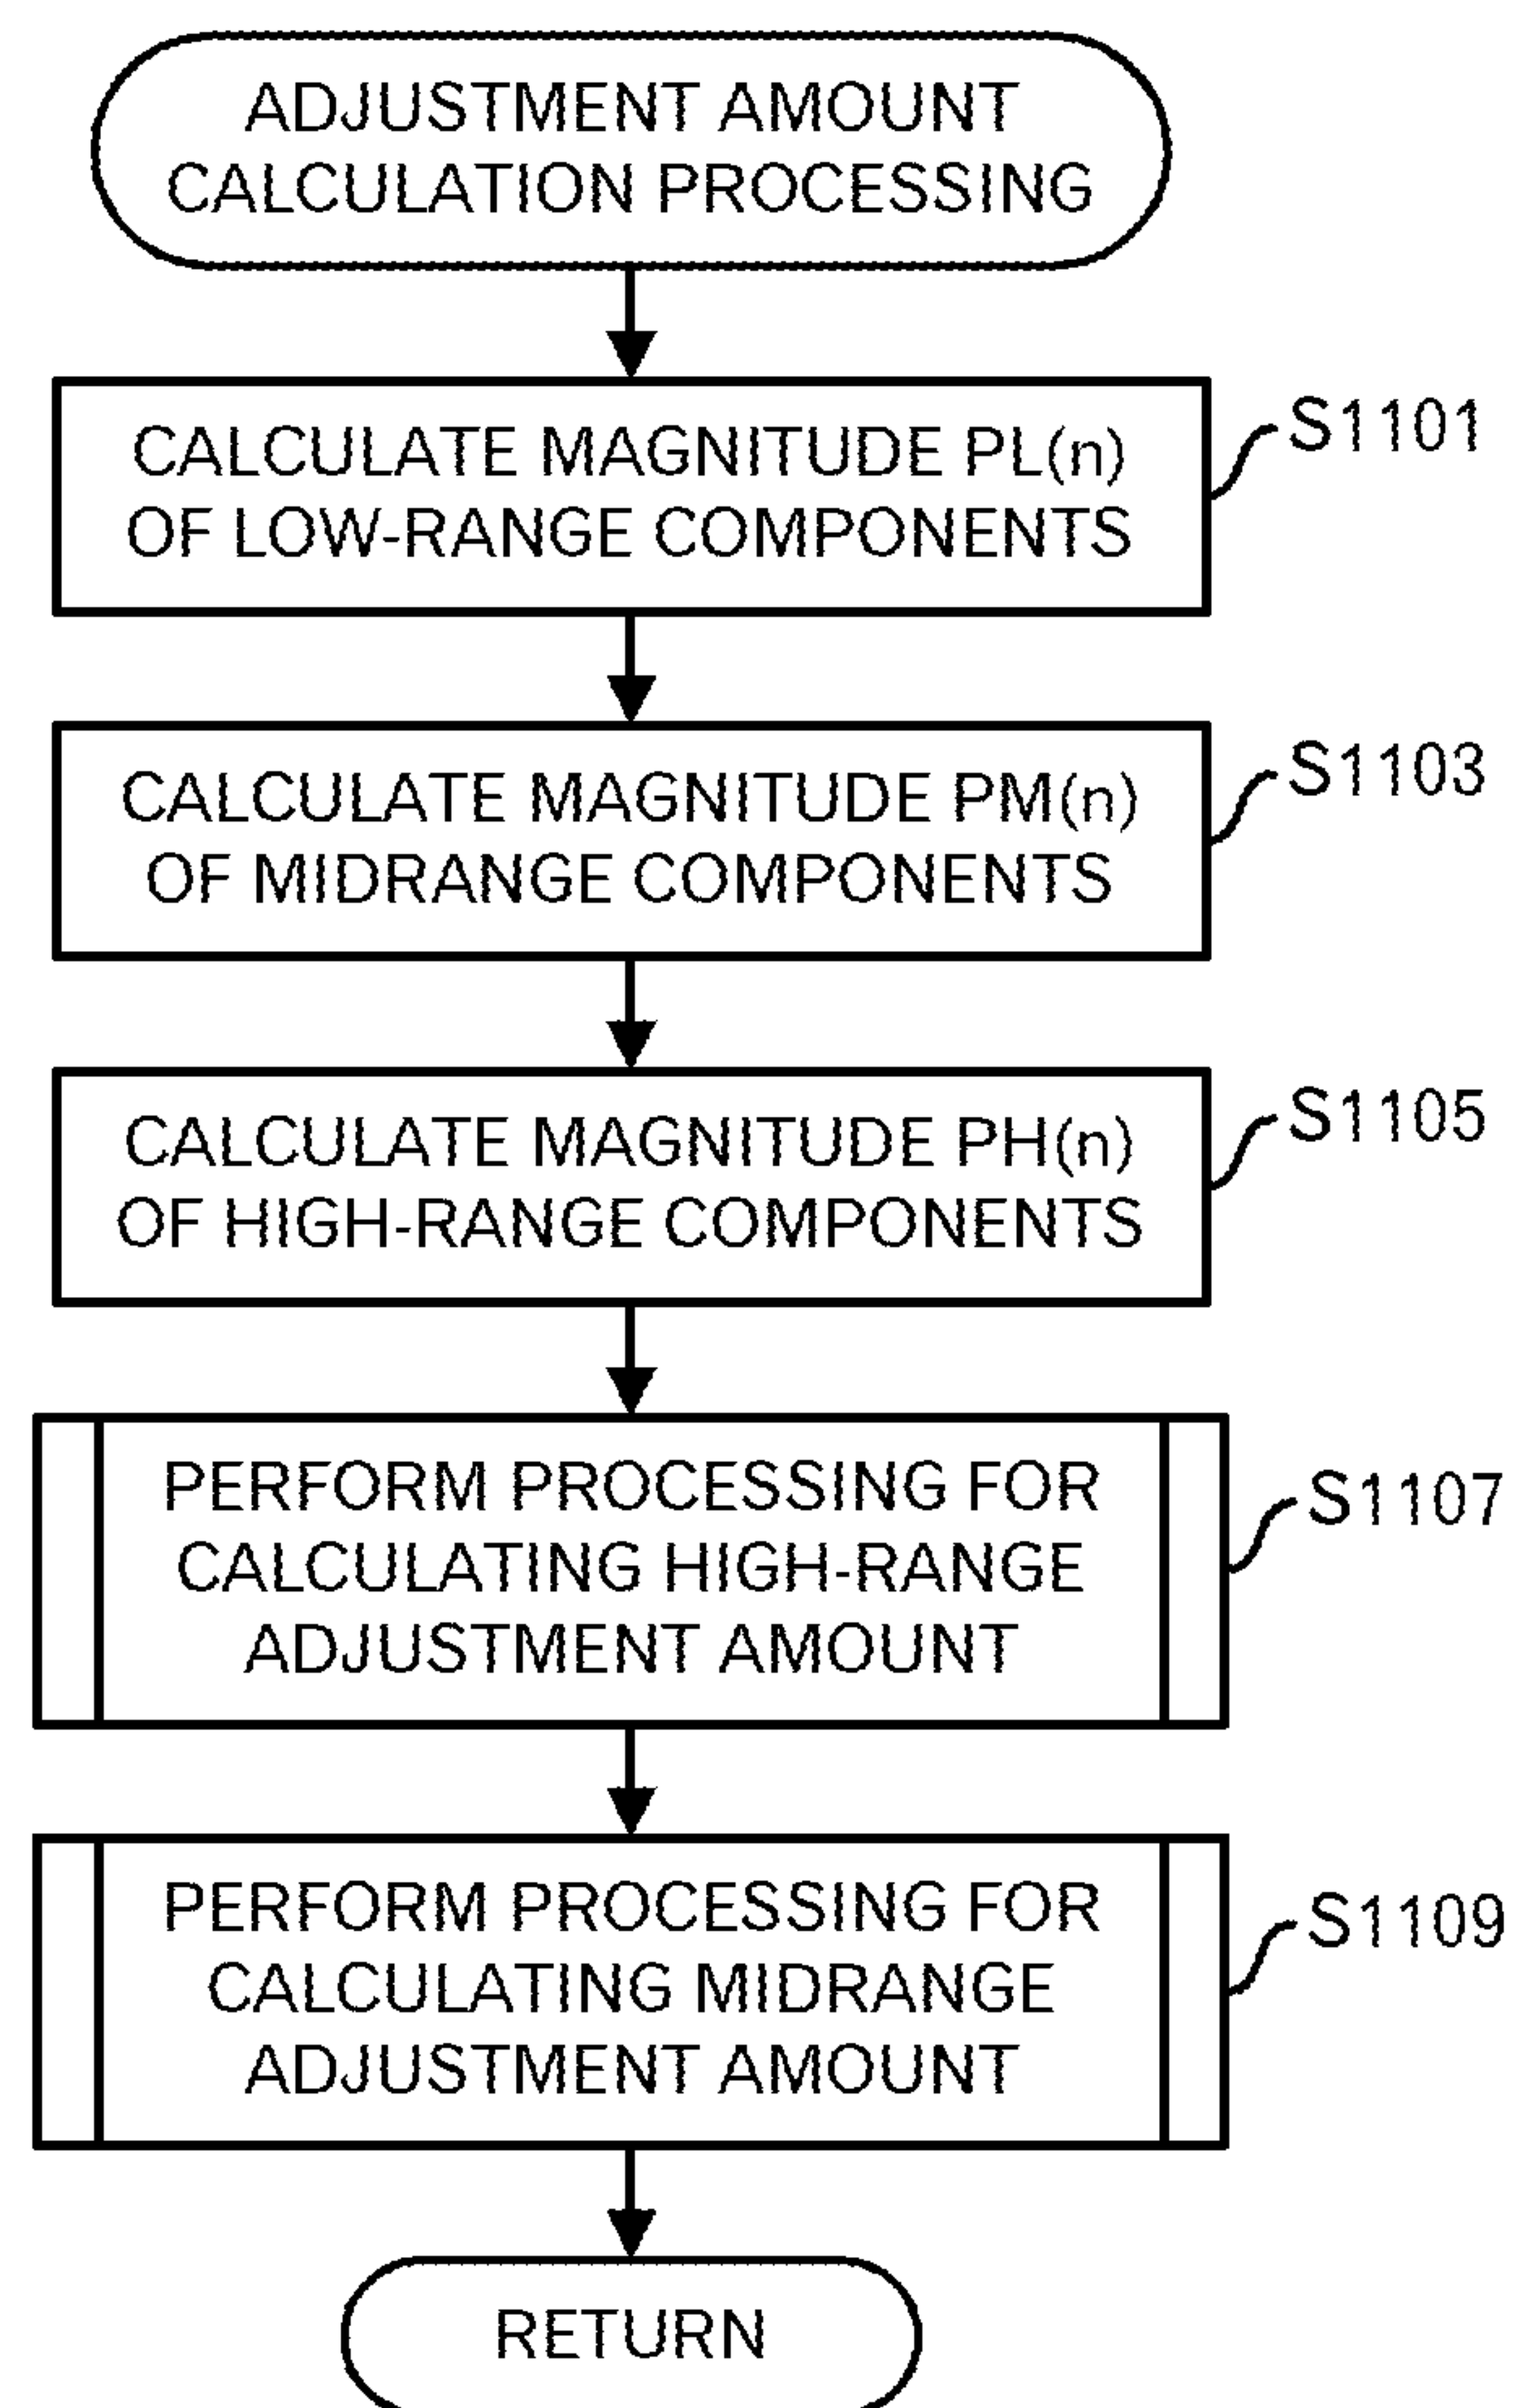 ADJUSTMENT AMOUNT
CALCULATION PROCESSING
CALCULATE MAGNITUDE PL(n)
OF LOW-RANGE COMPONENTS
S1101
CALCULATE MAGNITUDE PM(n)
OF MIDRANGE COMPONENTS
S1103
CALCULATE MAGNITUDE PH(n)
OF HIGH-RANGE COMPONENTS
S1105
PERFORM PROCESSING FOR
CALCULATING HIGH-RANGE
ADJUSTMENT AMOUNT
S1107
PERFORM PROCESSING FOR
CALCULATING MIDRANGE
ADJUSTMENT AMOUNT
S1109
RETURN